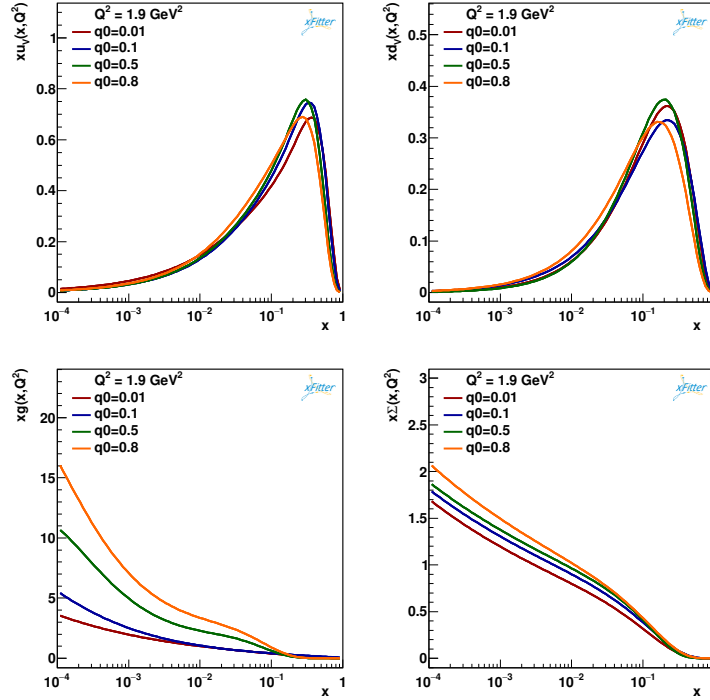 xu_V(x,Q²)
Q² = 1.9 GeV²
q0=0.01
q0=0.1
q0=0.5
q0=0.8
xFitter
1
0.8
0.6
0.4
0.2
0
10⁻⁴ 10⁻³ 10⁻² 10⁻¹ 1
x
xd_V(x,Q²)
Q² = 1.9 GeV²
q0=0.01
q0=0.1
q0=0.5
q0=0.8
xFitter
0.5
0.4
0.3
0.2
0.1
0
10⁻⁴ 10⁻³ 10⁻² 10⁻¹ 1
x
xg(x,Q²)
Q² = 1.9 GeV²
q0=0.01
q0=0.1
q0=0.5
q0=0.8
xFitter
20
15
10
5
0
10⁻⁴ 10⁻³ 10⁻² 10⁻¹ 1
x
xΣ(x,Q²)
Q² = 1.9 GeV²
q0=0.01
q0=0.1
q0=0.5
q0=0.8
xFitter
3
2.5
2
1.5
1
0.5
0
10⁻⁴ 10⁻³ 10⁻² 10⁻¹ 1
x